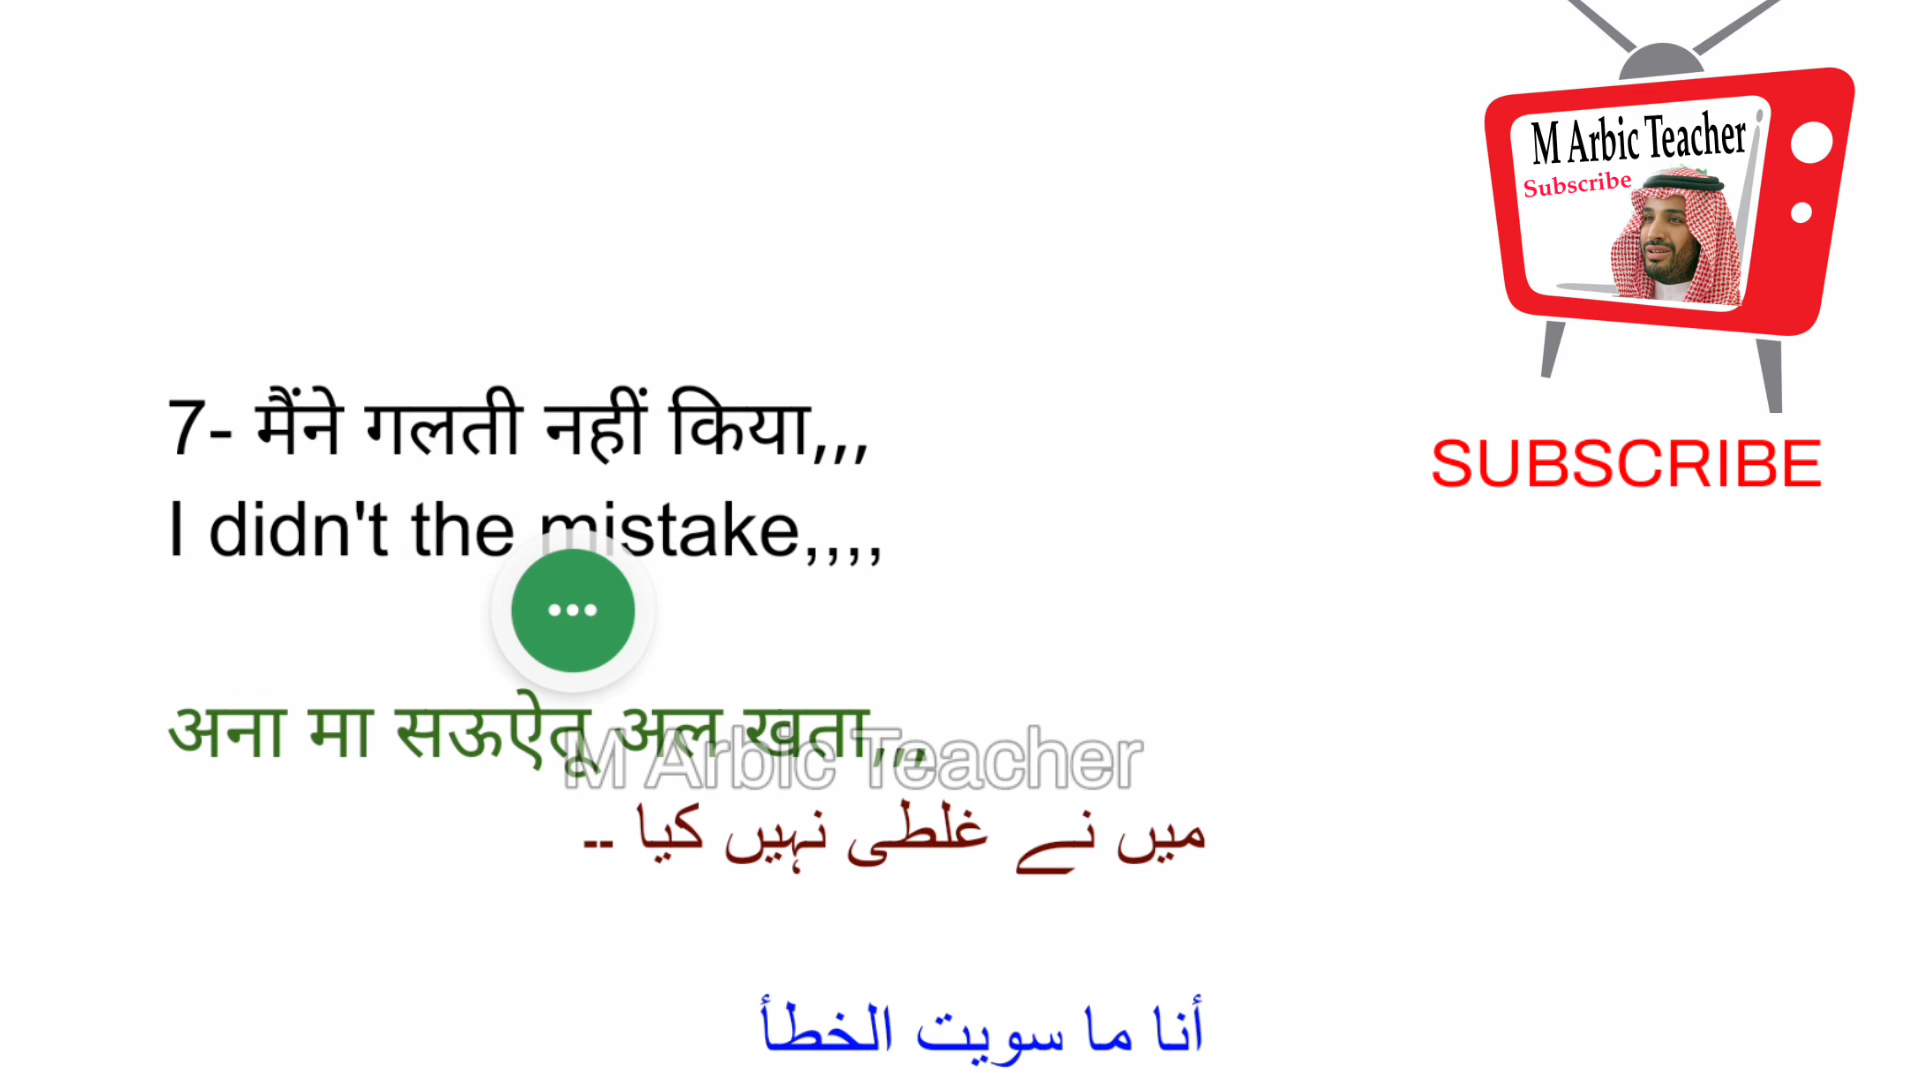 M Arbic Teacher
Subscribe
SUBSCRIBE
7- मैंने गलती नहीं किया,,,
I didn't the mistake,,,,
अना मा सऊऐतू अल खता,,,
M Arbic Teacher
میں نے غلطی نہیں کیا --
أنا ما سويت الخطأ